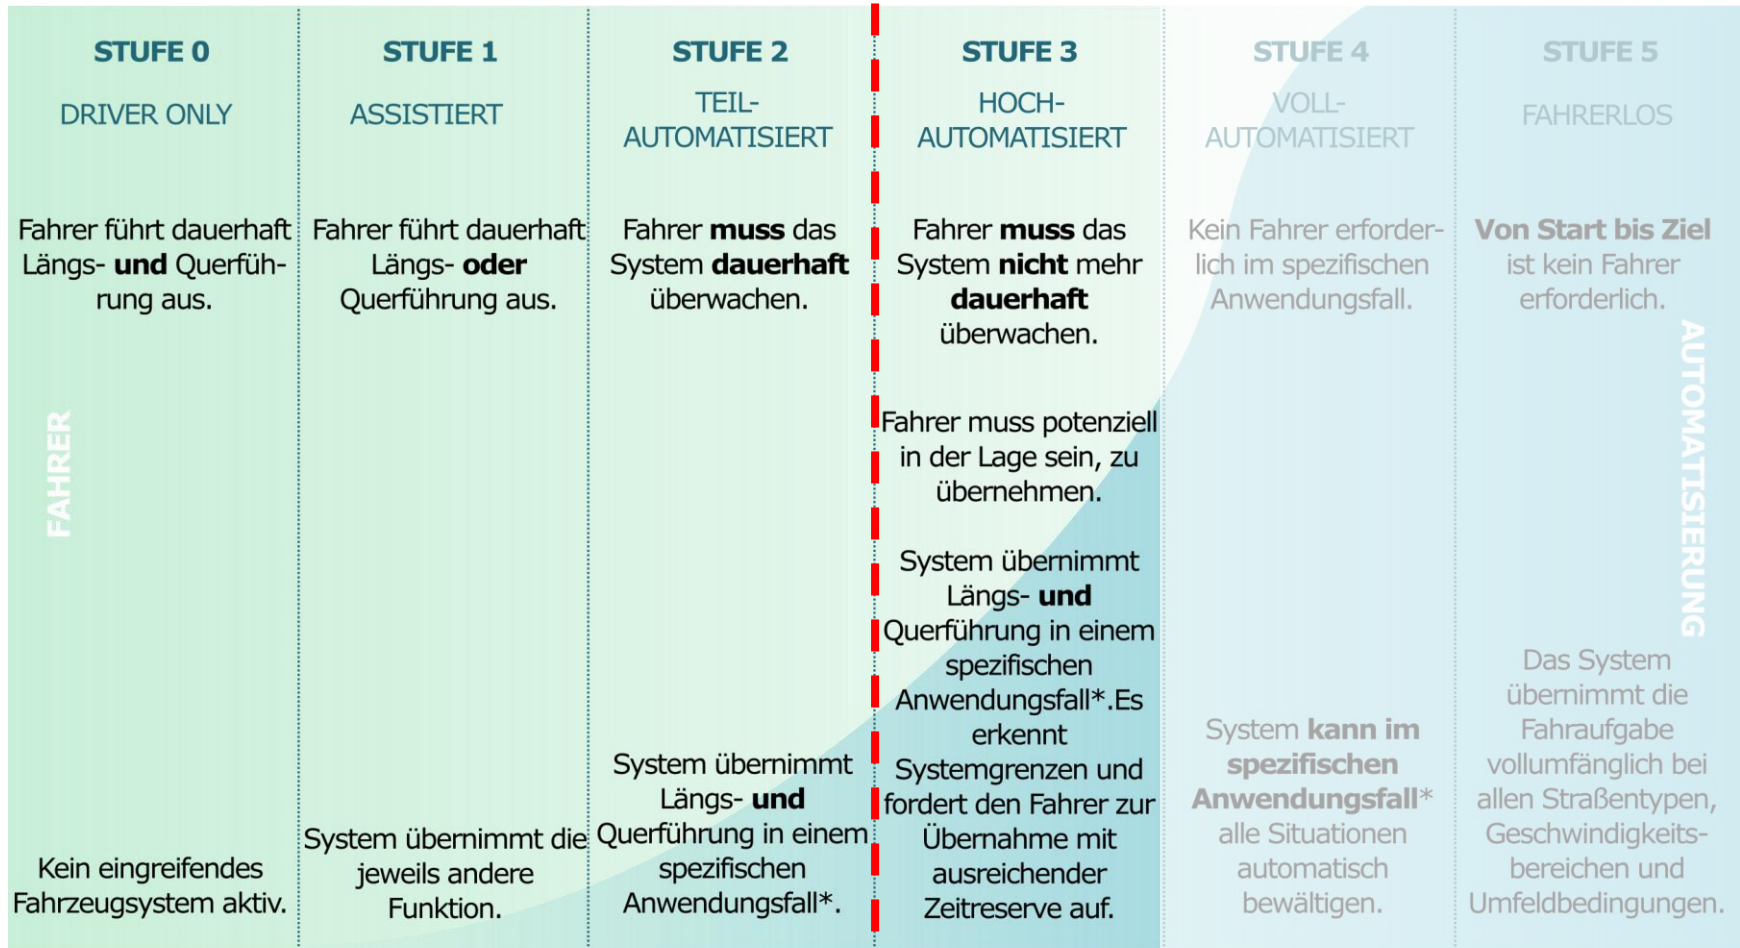 STUFE 0
DRIVER ONLY
Fahrer führt dauerhaft
Längs- und Querfüh-
rung aus.
Kein eingreifendes
Fahrzeugsystem aktiv.
STUFE 1
ASSISTIERT
Fahrer führt dauerhaft
Längs- oder
Querführung aus.
System übernimmt die
jeweils andere
Funktion.
STUFE 2
TEIL-
AUTOMATISIERT
Fahrer muss das
System dauerhaft
überwachen.
System übernimmt
Längs- und
Querführung in einem
spezifischen
Anwendungsfall*.
STUFE 3
HOCH-
AUTOMATISIERT
Fahrer muss das
System nicht mehr
dauerhaft
überwachen.
Fahrer muss potenziell
in der Lage sein, zu
übernehmen.
System übernimmt
Längs- und
Querführung in einem
spezifischen
Anwendungsfall*.Es
erkennt
Systemgrenzen und
fordert den Fahrer zur
Übernahme mit
ausreichender
Zeitreserve auf.
STUFE 4
VOLL-
AUTOMATISIERT
Kein Fahrer erforder-
lich im spezifischen
Anwendungsfall.
System kann im
spezifischen
Anwendungsfall*
alle Situationen
automatisch
bewältigen.
STUFE 5
FAHRERLOS
Von Start bis Ziel
ist kein Fahrer
erforderlich.
Das System
übernimmt die
Fahraufgabe
vollumfänglich bei
allen Straßentypen,
Geschwindigkeits-
bereichen und
Umfeldbedingungen.
FAHRER
AUTOMATISIERUNG